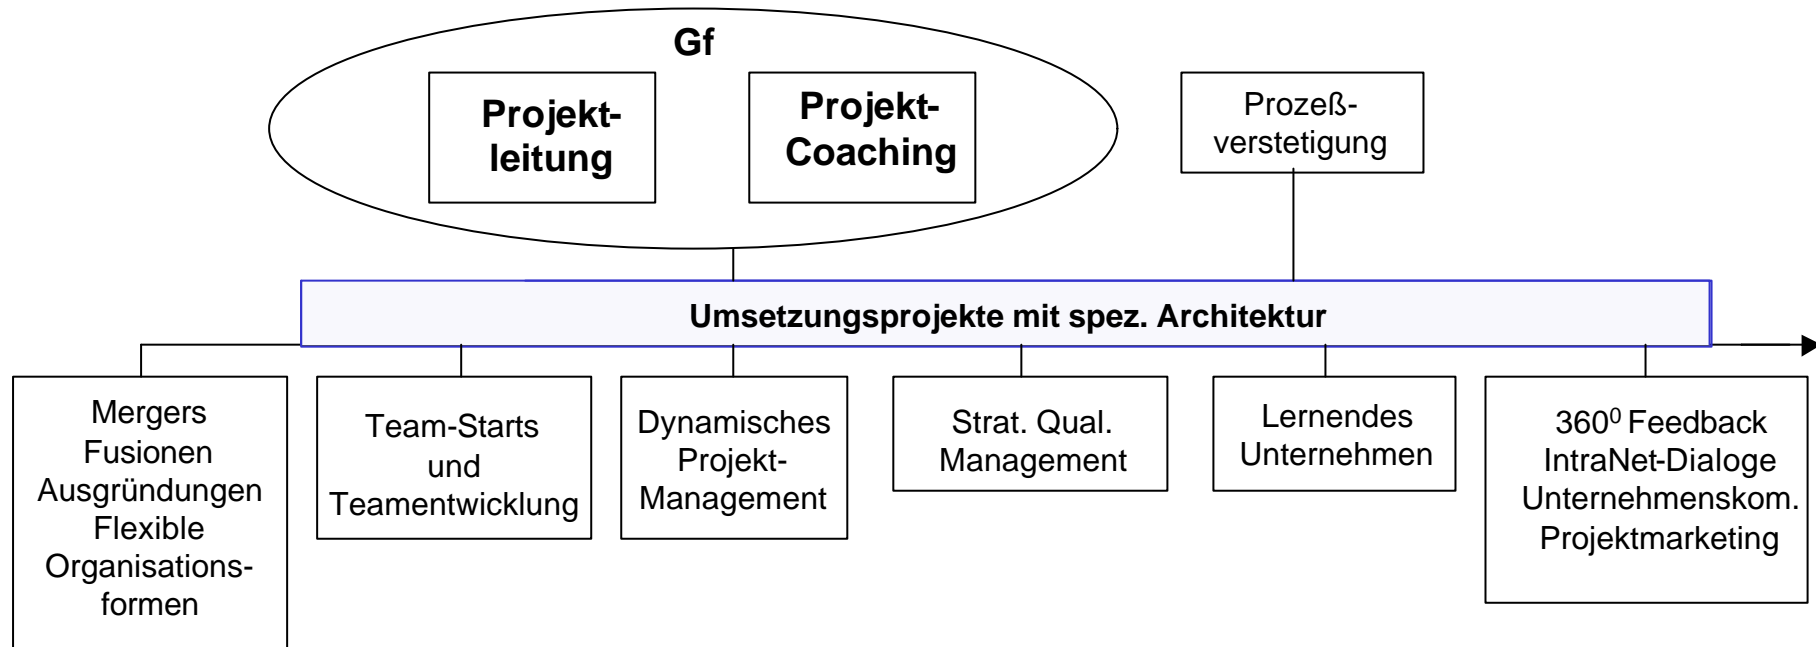 Gf
Projekt-
leitung
Projekt-
Coaching
Prozeß-
verstetigung
Umsetzungsprojekte mit spez. Architektur
Mergers
Fusionen
Ausgründungen
Flexible
Organisations-
formen
Team-Starts
und
Teamentwicklung
Dynamisches
Projekt-
Management
Strat. Qual.
Management
Lernendes
Unternehmen
360⁰ Feedback
IntraNet-Dialoge
Unternehmenskom.
Projektmarketing